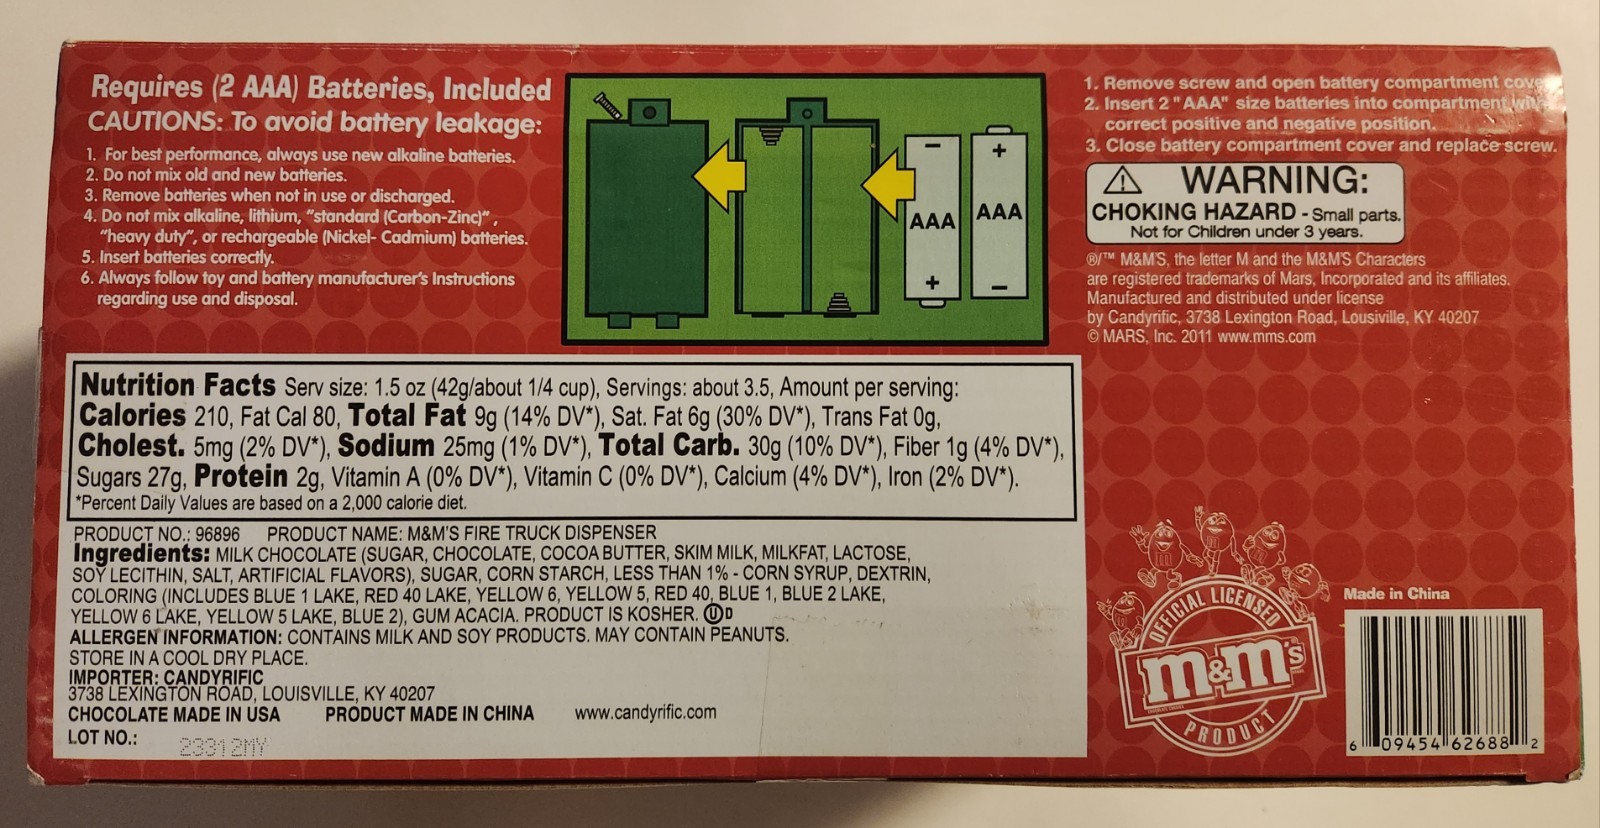 Requires (2 AAA) Batteries, Included
CAUTIONS: To avoid battery leakage:
1. For best performance, always use new alkaline batteries.
2. Do not mix old and new batteries.
3. Remove batteries when not in use or discharged.
4. Do not mix alkaline, lithium, "standard (Carbon-Zinc)",
"heavy duty", or rechargeable (Nickel- Cadmium) batteries.
5. Insert batteries correctly.
6. Always follow toy and battery manufacturer's Instructions
regarding use and disposal.
−
+
AAA
AAA
+
−
1. Remove screw and open battery compartment cove
2. Insert 2 "AAA" size batteries into compartment with
correct positive and negative position.
3. Close battery compartment cover and replace screw.
WARNING:
CHOKING HAZARD - Small parts.
Not for Children under 3 years.
®/™ M&M'S, the letter M and the M&M'S Characters
are registered trademarks of Mars, Incorporated and its affiliates.
Manufactured and distributed under license
by Candyrific, 3738 Lexington Road, Lousiville, KY 40207
© MARS, Inc. 2011 www.mms.com
Nutrition Facts Serv size: 1.5 oz (42g/about 1/4 cup), Servings: about 3.5, Amount per serving:
Calories 210, Fat Cal 80, Total Fat 9g (14% DV*), Sat. Fat 6g (30% DV*), Trans Fat 0g,
Cholest. 5mg (2% DV*), Sodium 25mg (1% DV*), Total Carb. 30g (10% DV*), Fiber 1g (4% DV*),
Sugars 27g, Protein 2g, Vitamin A (0% DV*), Vitamin C (0% DV*), Calcium (4% DV*), Iron (2% DV*).
*Percent Daily Values are based on a 2,000 calorie diet.
PRODUCT NO.: 96896 PRODUCT NAME: M&M'S FIRE TRUCK DISPENSER
Ingredients: MILK CHOCOLATE (SUGAR, CHOCOLATE, COCOA BUTTER, SKIM MILK, MILKFAT, LACTOSE,
SOY LECITHIN, SALT, ARTIFICIAL FLAVORS), SUGAR, CORN STARCH, LESS THAN 1% - CORN SYRUP, DEXTRIN,
COLORING (INCLUDES BLUE 1 LAKE, RED 40 LAKE, YELLOW 6, YELLOW 5, RED 40, BLUE 1, BLUE 2 LAKE,
YELLOW 6 LAKE, YELLOW 5 LAKE, BLUE 2), GUM ACACIA. PRODUCT IS KOSHER. ⓊD
ALLERGEN INFORMATION: CONTAINS MILK AND SOY PRODUCTS. MAY CONTAIN PEANUTS.
STORE IN A COOL DRY PLACE.
IMPORTER: CANDYRIFIC
3738 LEXINGTON ROAD, LOUISVILLE, KY 40207
CHOCOLATE MADE IN USA PRODUCT MADE IN CHINA www.candyrific.com
LOT NO.: 23312MY
OFFICIAL LICENSED
m&m's
PRODUCT
Made in China
6 09454 62688 2